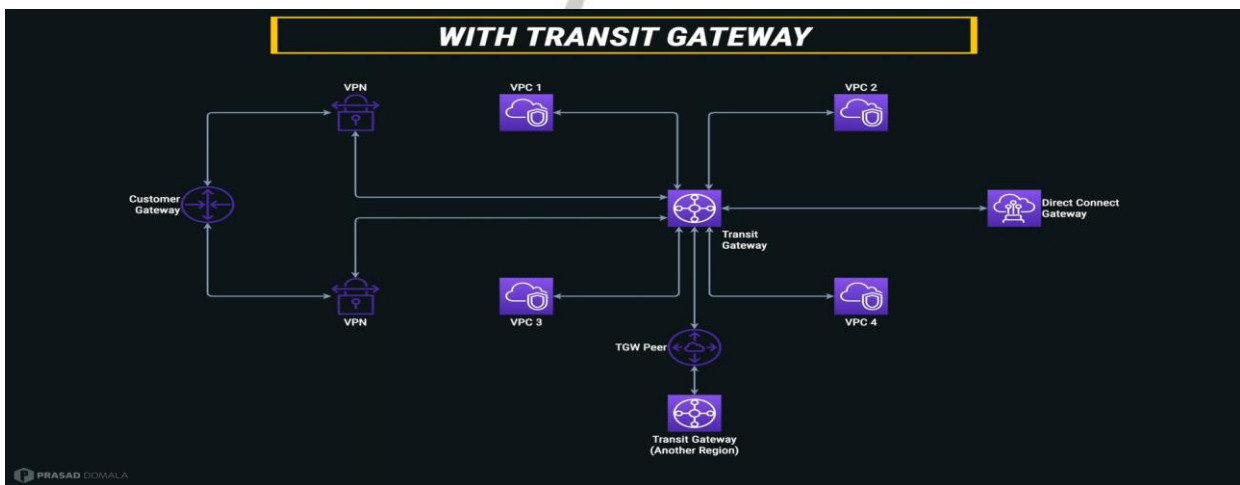 WITH TRANSIT GATEWAY
VPN
VPC 1
VPC 2
Customer
Gateway
Direct Connect
Gateway
Transit
Gateway
VPN
VPC 3
VPC 4
TGW Peer
Transit Gateway
(Another Region)
PRASAD DOMALA